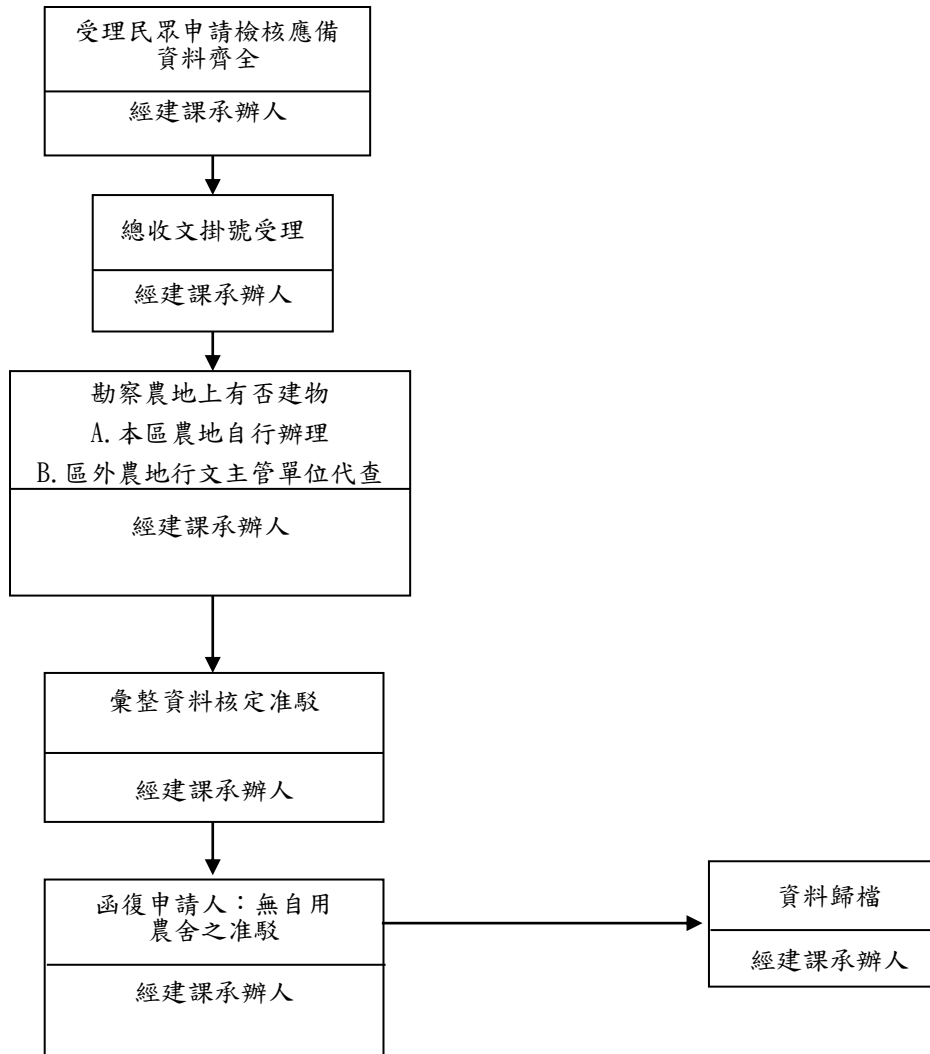 受理民眾申請檢核應備
資料齊全
經建課承辦人
總收文掛號受理
經建課承辦人
勘察農地上有否建物
A.本區農地自行辦理
B.區外農地行文主管單位代查
經建課承辦人
彙整資料核定准駁
經建課承辦人
函復申請人：無自用
農舍之准駁
經建課承辦人
資料歸檔
經建課承辦人